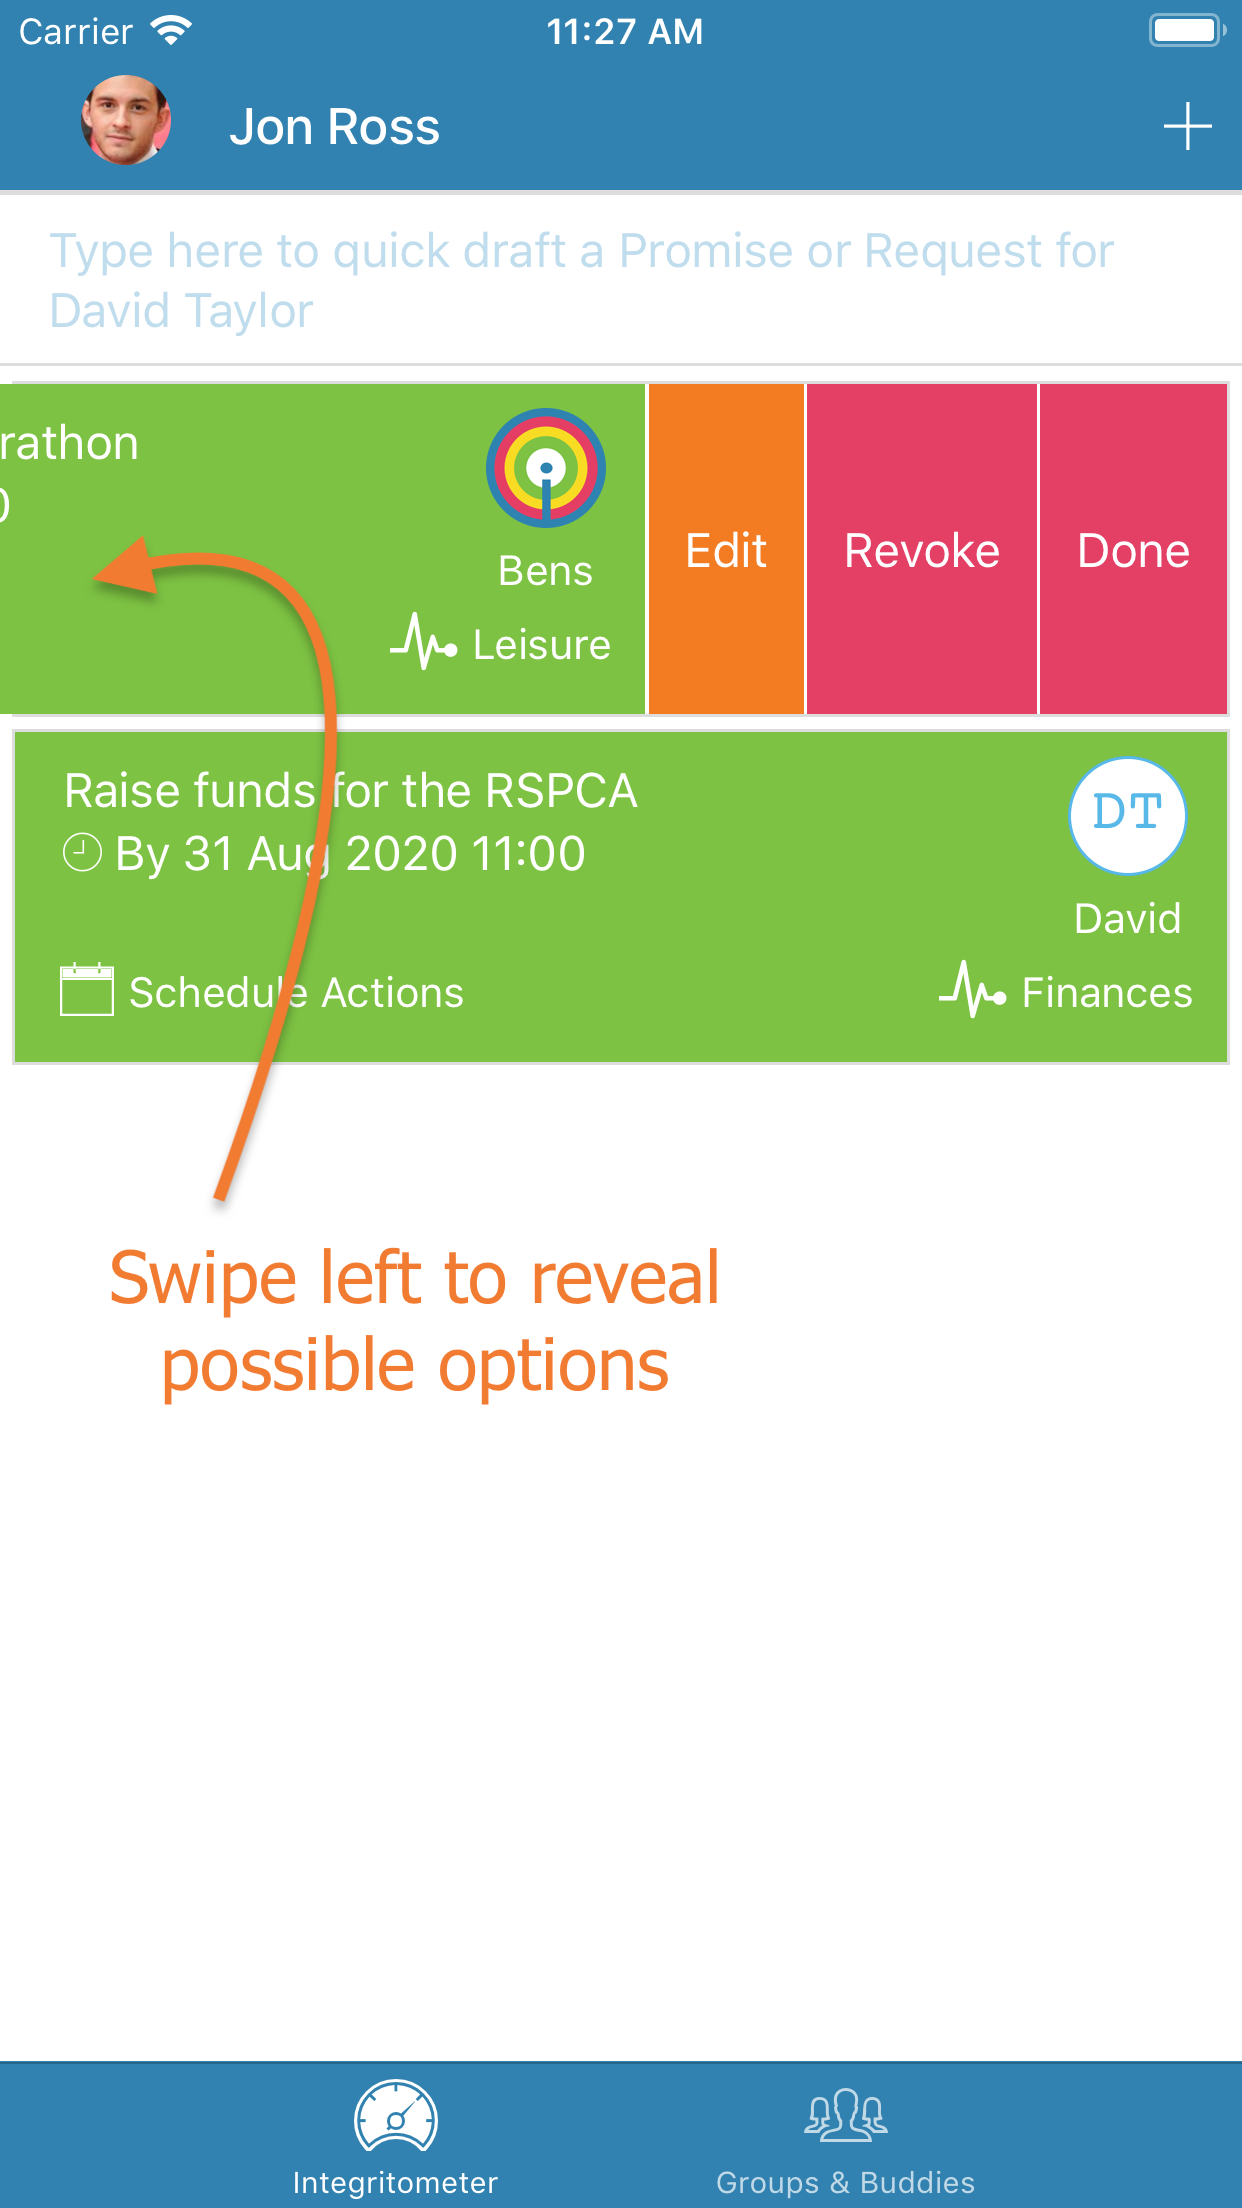 Carrier 11:27 AM
Jon Ross
Type here to quick draft a Promise or Request for
David Taylor
rathon
0
Bens
Leisure
Edit
Revoke
Done
Raise funds for the RSPCA
By 31 Aug 2020 11:00
DT
David
Schedule Actions
Finances
Swipe left to reveal
possible options
Integritometer
Groups & Buddies